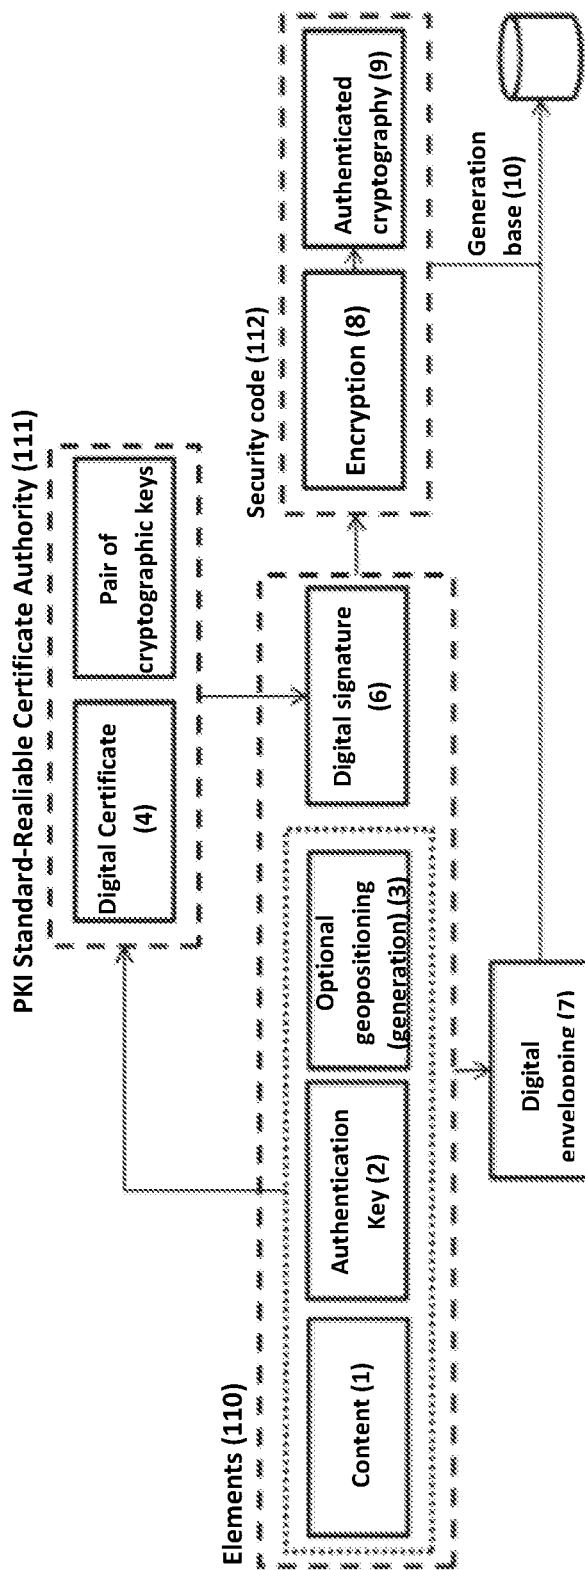 PKI Standard-Realiable Certificate Authority (111)
Digital Certificate
(4)
Pair of
cryptographic keys
Elements (110)
Content (1)
Authentication
Key (2)
Optional
geopositioning
(generation) (3)
Digital signature
(6)
Security code (112)
Encryption (8)
Authenticated
cryptography (9)
Digital
envelopping (7)
Generation
base (10)